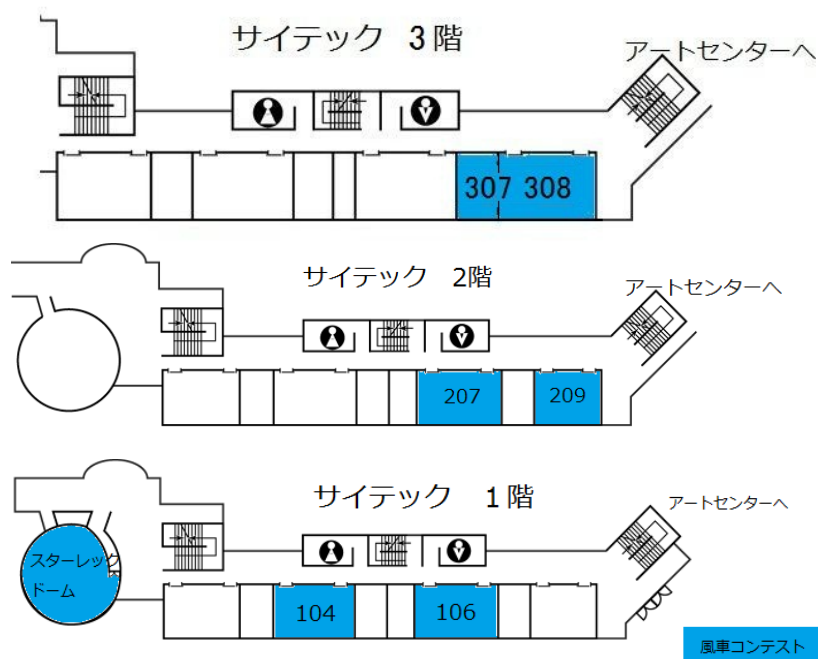 サイテック 3階
アートセンターへ
307 308
サイテック 2階
アートセンターへ
207
209
サイテック 1階
アートセンターへ
スターレック
ドーム
104
106
風車コンテスト